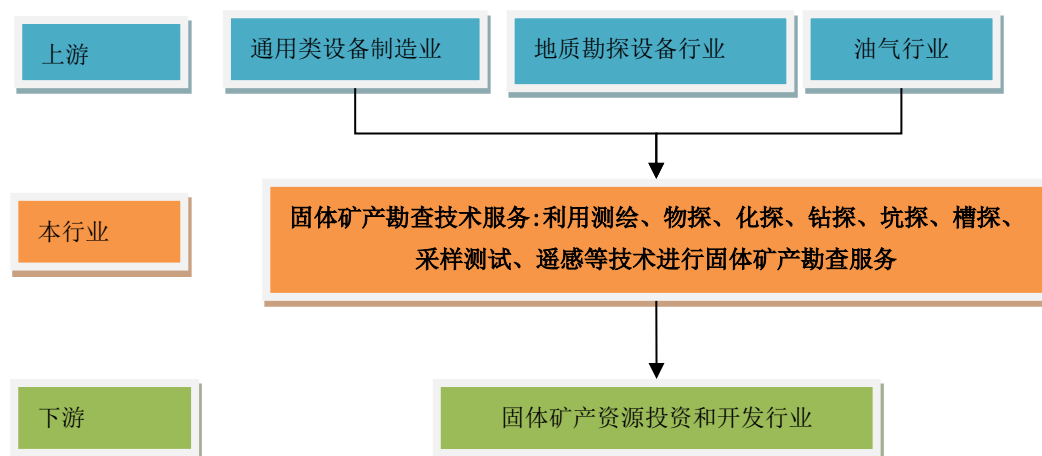 上游
通用类设备制造业
地质勘探设备行业
油气行业
本行业
固体矿产勘查技术服务:利用测绘、物探、化探、钻探、坑探、槽探、
采样测试、遥感等技术进行固体矿产勘查服务
下游
固体矿产资源投资和开发行业